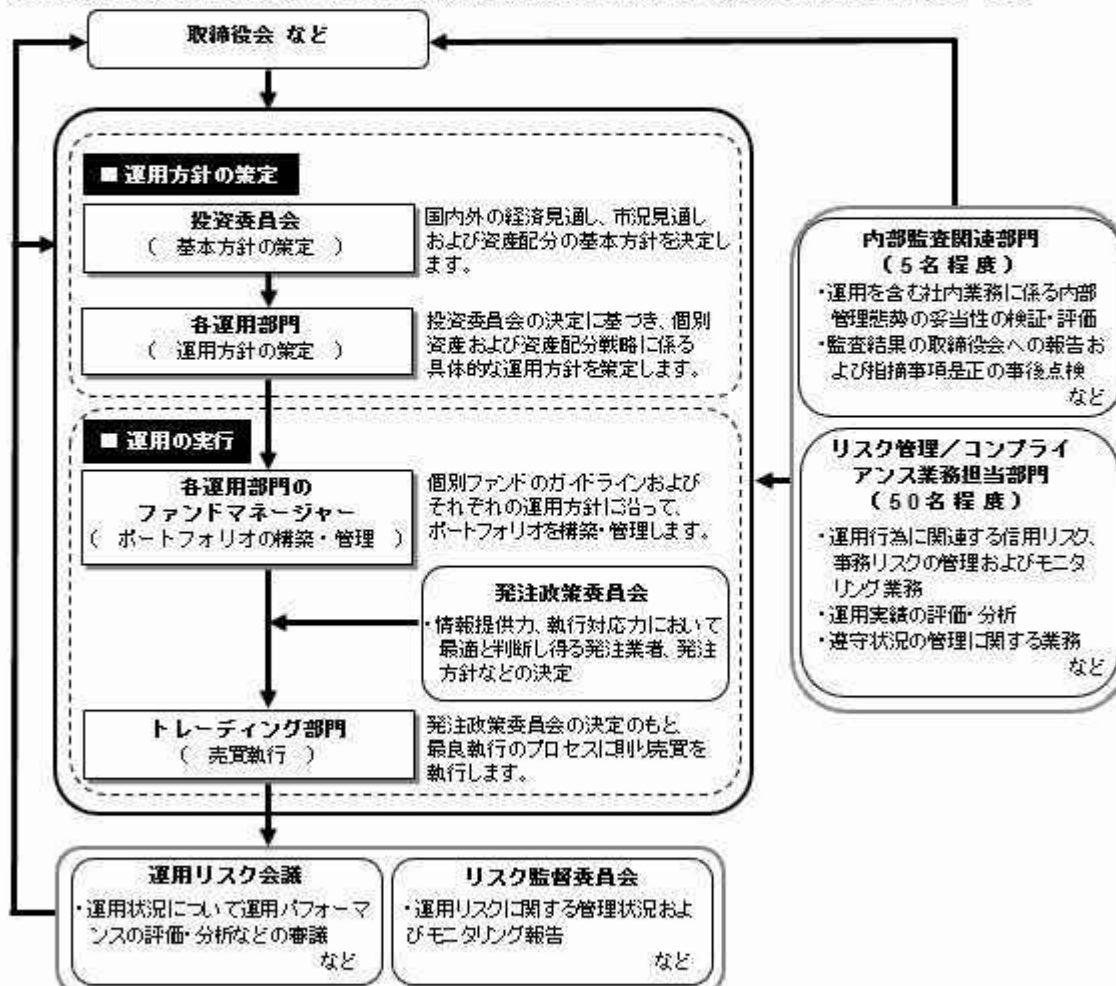 取締役会 など
■ 運用方針の策定
投資委員会
( 基本方針の策定 )
国内外の経済見通し、市況見通し
および資産配分の基本方針を決定し
ます。
各運用部門
( 運用方針の策定 )
投資委員会の決定に基づき、個別
資産および資産配分戦略に係る
具体的な運用方針を策定します。
■ 運用の実行
各運用部門の
ファンドマネージャー
( ポートフォリオの構築・管理 )
個別ファンドのガイドラインおよび
それぞれの運用方針に沿って、
ポートフォリオを構築・管理します。
発注政策委員会
・情報提供力、執行対応力において
最適と判断し得る発注業者、発注
方針などの決定
トレーディング部門
( 売買執行 )
発注政策委員会の決定のもと、
最良執行のプロセスに則り売買を
執行します。
内部監査関連部門
(5名程度)
・運用を含む社内業務に係る内部
管理態勢の妥当性の検証・評価
・監査結果の取締役会への報告お
よび指摘事項是正の事後点検
など
リスク管理/コンプライ
アンス業務担当部門
(50名程度)
・運用行為に関連する信用リスク、
事務リスクの管理およびモニタ
リング業務
・運用実績の評価・分析
・遵守状況の管理に関する業務
など
運用リスク会議
・運用状況について運用パフォーマ
ンスの評価・分析などの審議
など
リスク監督委員会
・運用リスクに関する管理状況およ
びモニタリング報告
など